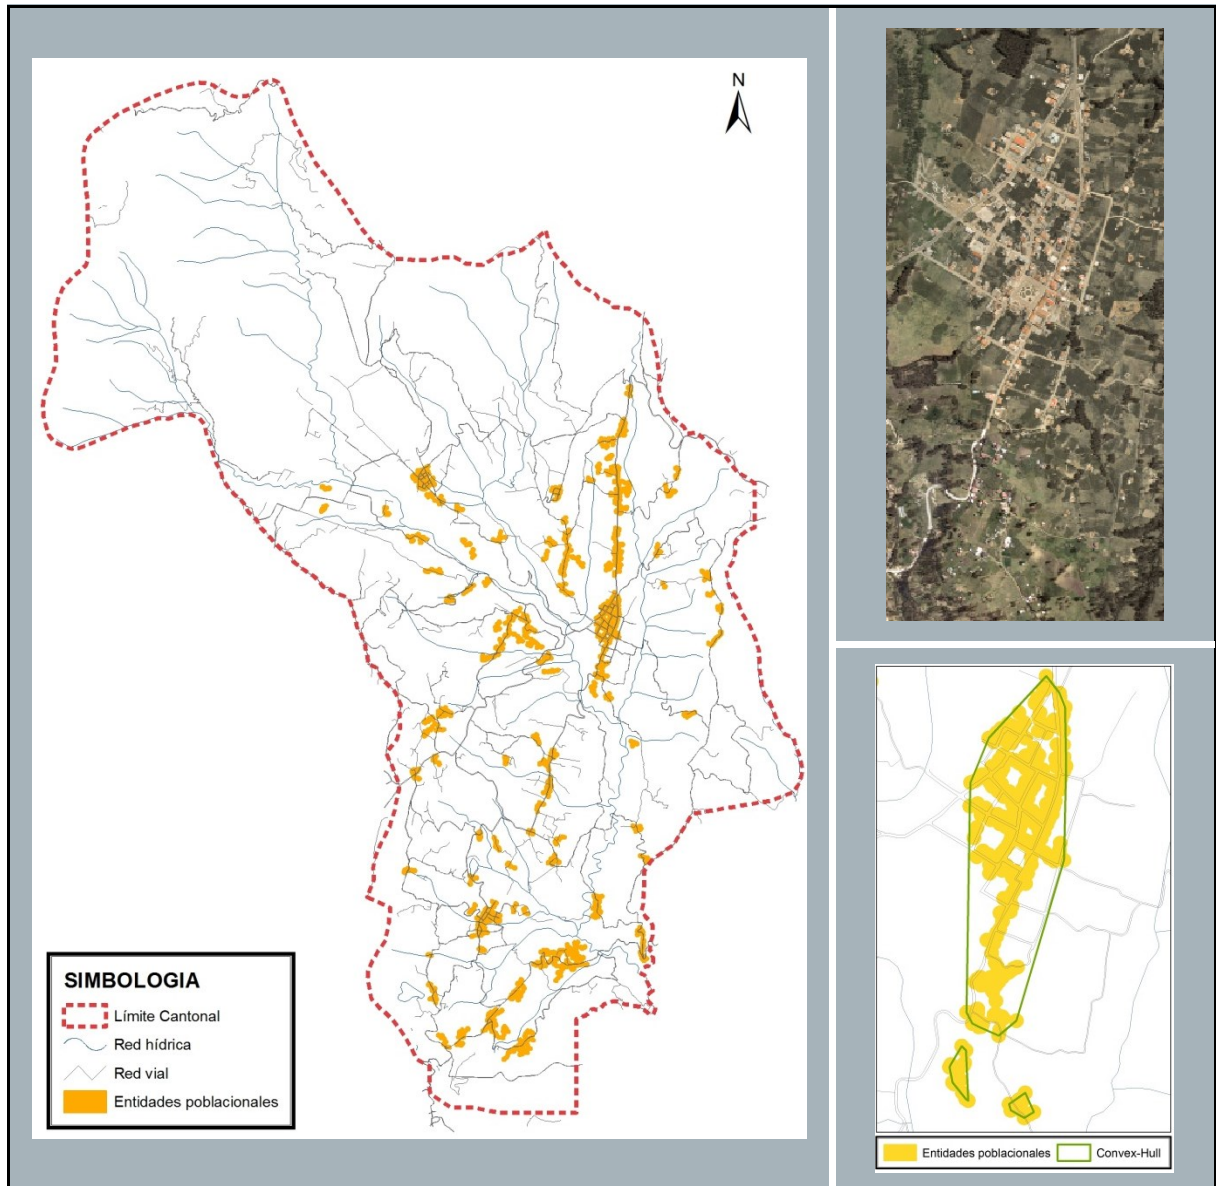 N
SIMBOLOGIA
Límite Cantonal
Red hídrica
Red vial
Entidades poblacionales
Entidades poblacionales Convex-Hull